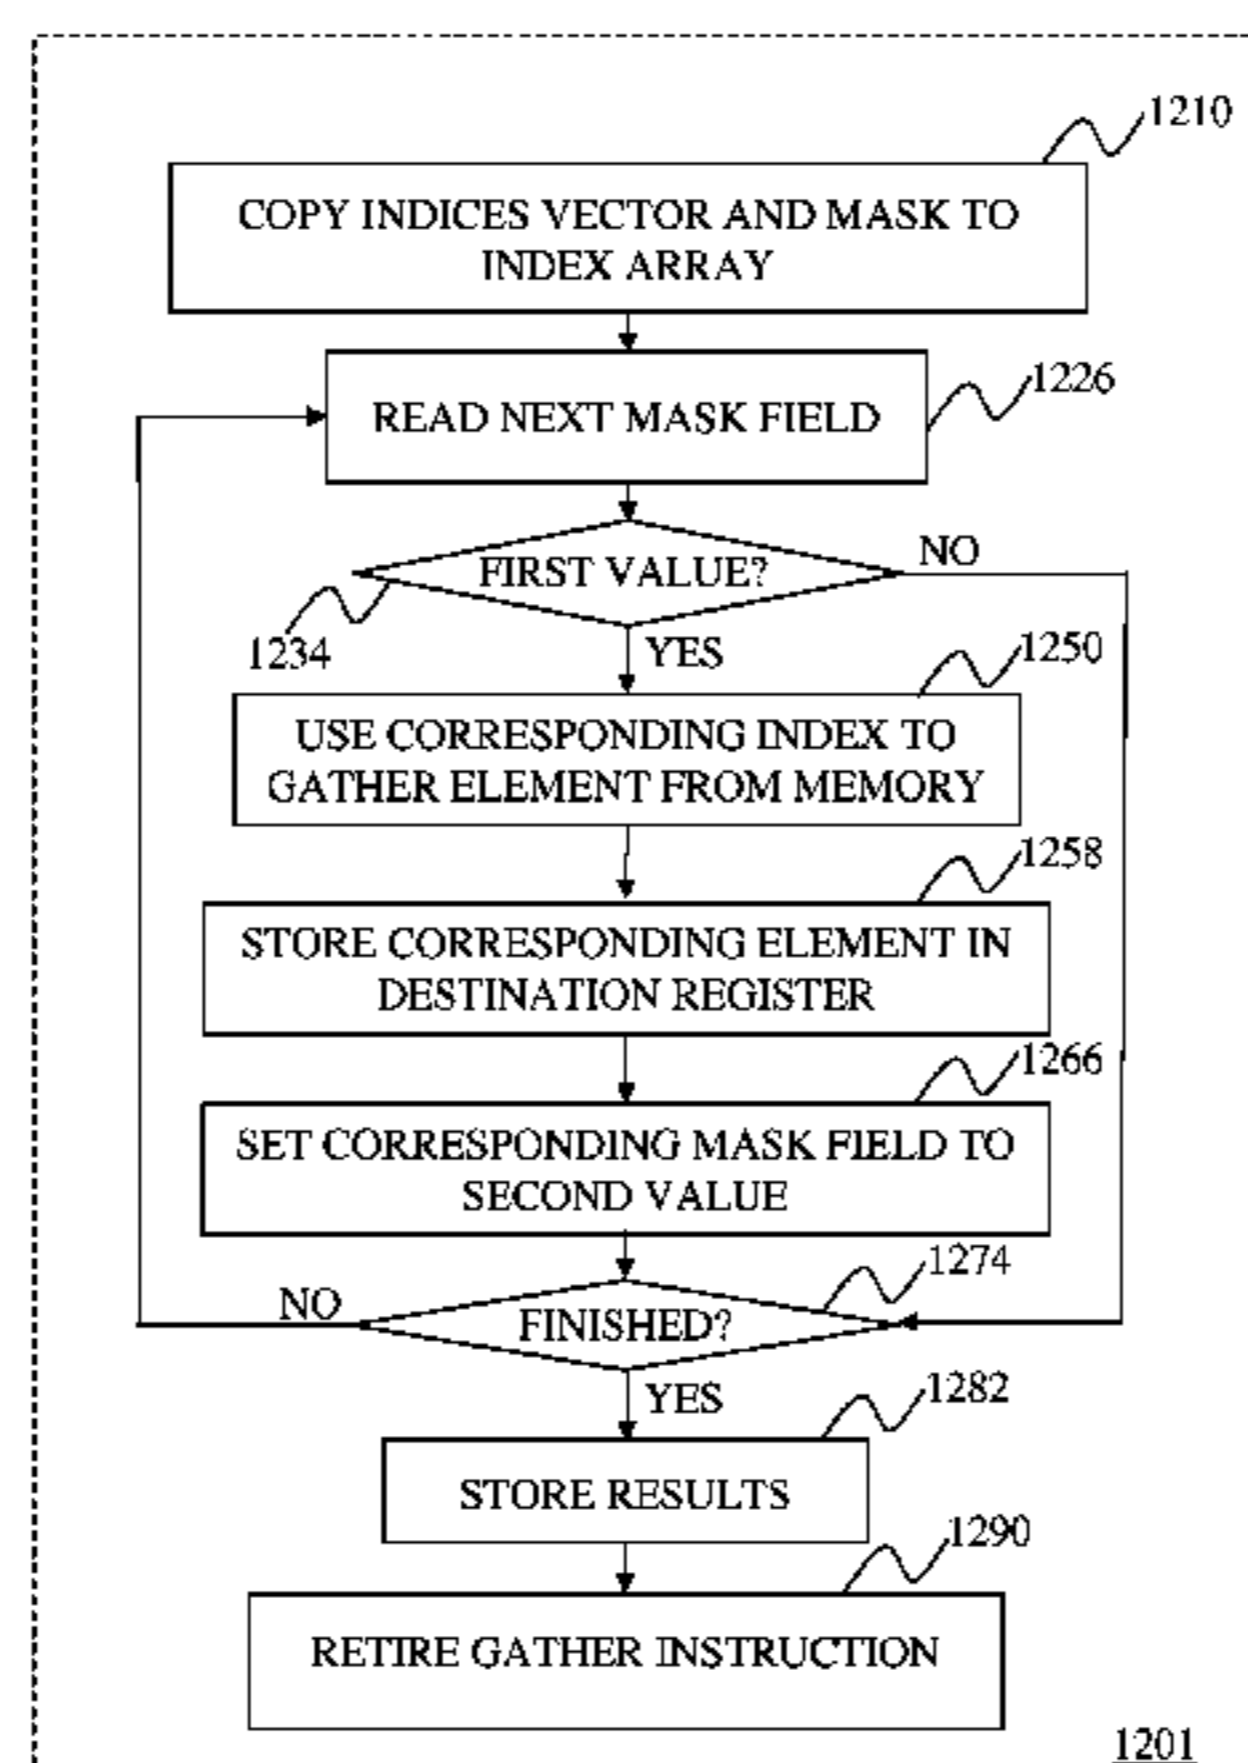 1210
COPY INDICES VECTOR AND MASK TO
INDEX ARRAY
1226
READ NEXT MASK FIELD
NO
FIRST VALUE?
1234
YES
1250
USE CORRESPONDING INDEX TO
GATHER ELEMENT FROM MEMORY
1258
STORE CORRESPONDING ELEMENT IN
DESTINATION REGISTER
1266
SET CORRESPONDING MASK FIELD TO
SECOND VALUE
1274
NO
FINISHED?
YES
1282
STORE RESULTS
1290
RETIRE GATHER INSTRUCTION
1201